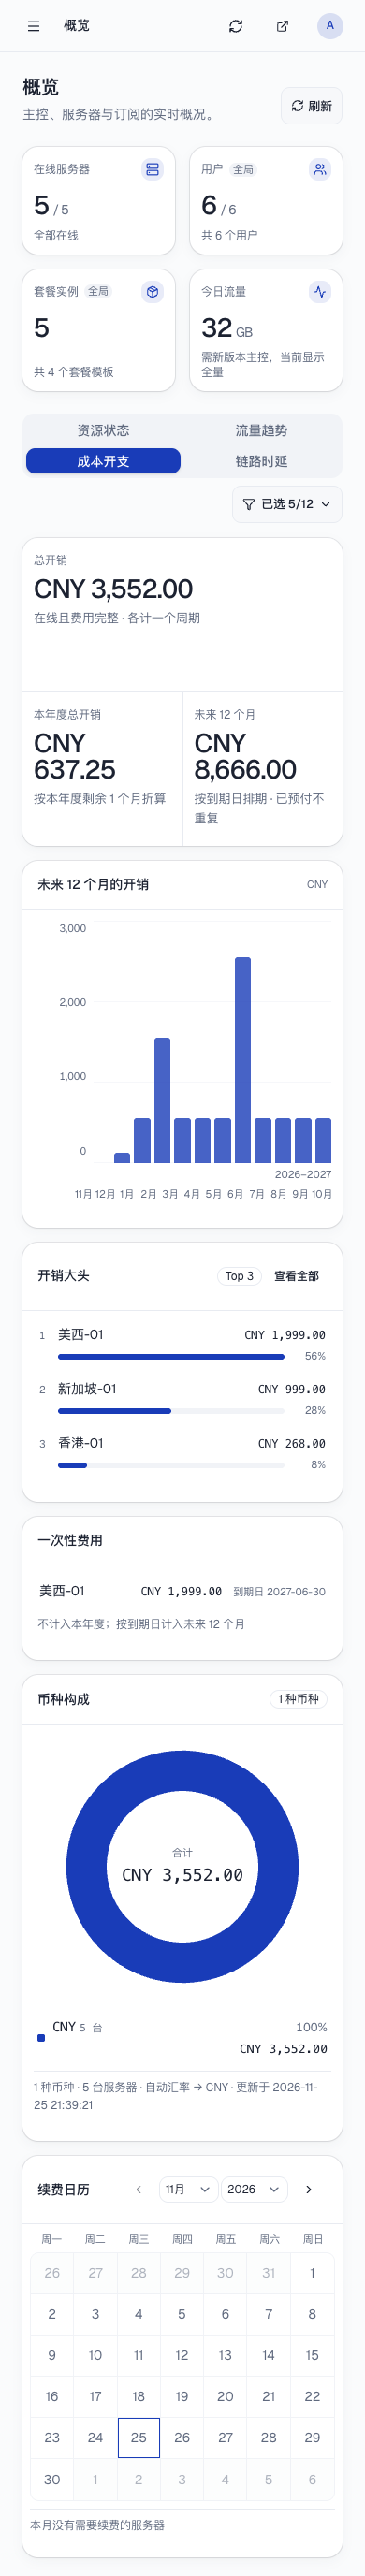 概览
A
概览
主控、服务器与订阅的实时概况。
刷新
在线服务器
5 / 5
全部在线
用户 全局
6 / 6
共 6 个用户
套餐实例 全局
5
共 4 个套餐模板
今日流量
32 GB
需新版本主控，当前显示
全量
资源状态
流量趋势
成本开支
链路时延
已选 5/12
总开销
CNY 3,552.00
在线且费用完整 · 各计一个周期
本年度总开销
CNY
637.25
按本年度剩余 1 个月折算
未来 12 个月
CNY
8,666.00
按到期日排期 · 已预付不
重复
未来 12 个月的开销
CNY
3,000
2,000
1,000
0
2026–2027
11月 12月 1月 2月 3月 4月 5月 6月 7月 8月 9月 10月
开销大头
Top 3
查看全部
1 美西-01 CNY 1,999.00
56%
2 新加坡-01 CNY 999.00
28%
3 香港-01 CNY 268.00
8%
一次性费用
美西-01 CNY 1,999.00 到期日 2027-06-30
不计入本年度；按到期日计入未来 12 个月
币种构成
1 种币种
合计
CNY 3,552.00
CNY 5 台 100%
CNY 3,552.00
1 种币种 · 5 台服务器 · 自动汇率 → CNY · 更新于 2026-11-
25 21:39:21
续费日历
11月
2026
周一 周二 周三 周四 周五 周六 周日
26 27 28 29 30 31 1
2 3 4 5 6 7 8
9 10 11 12 13 14 15
16 17 18 19 20 21 22
23 24 25 26 27 28 29
30 1 2 3 4 5 6
本月没有需要续费的服务器